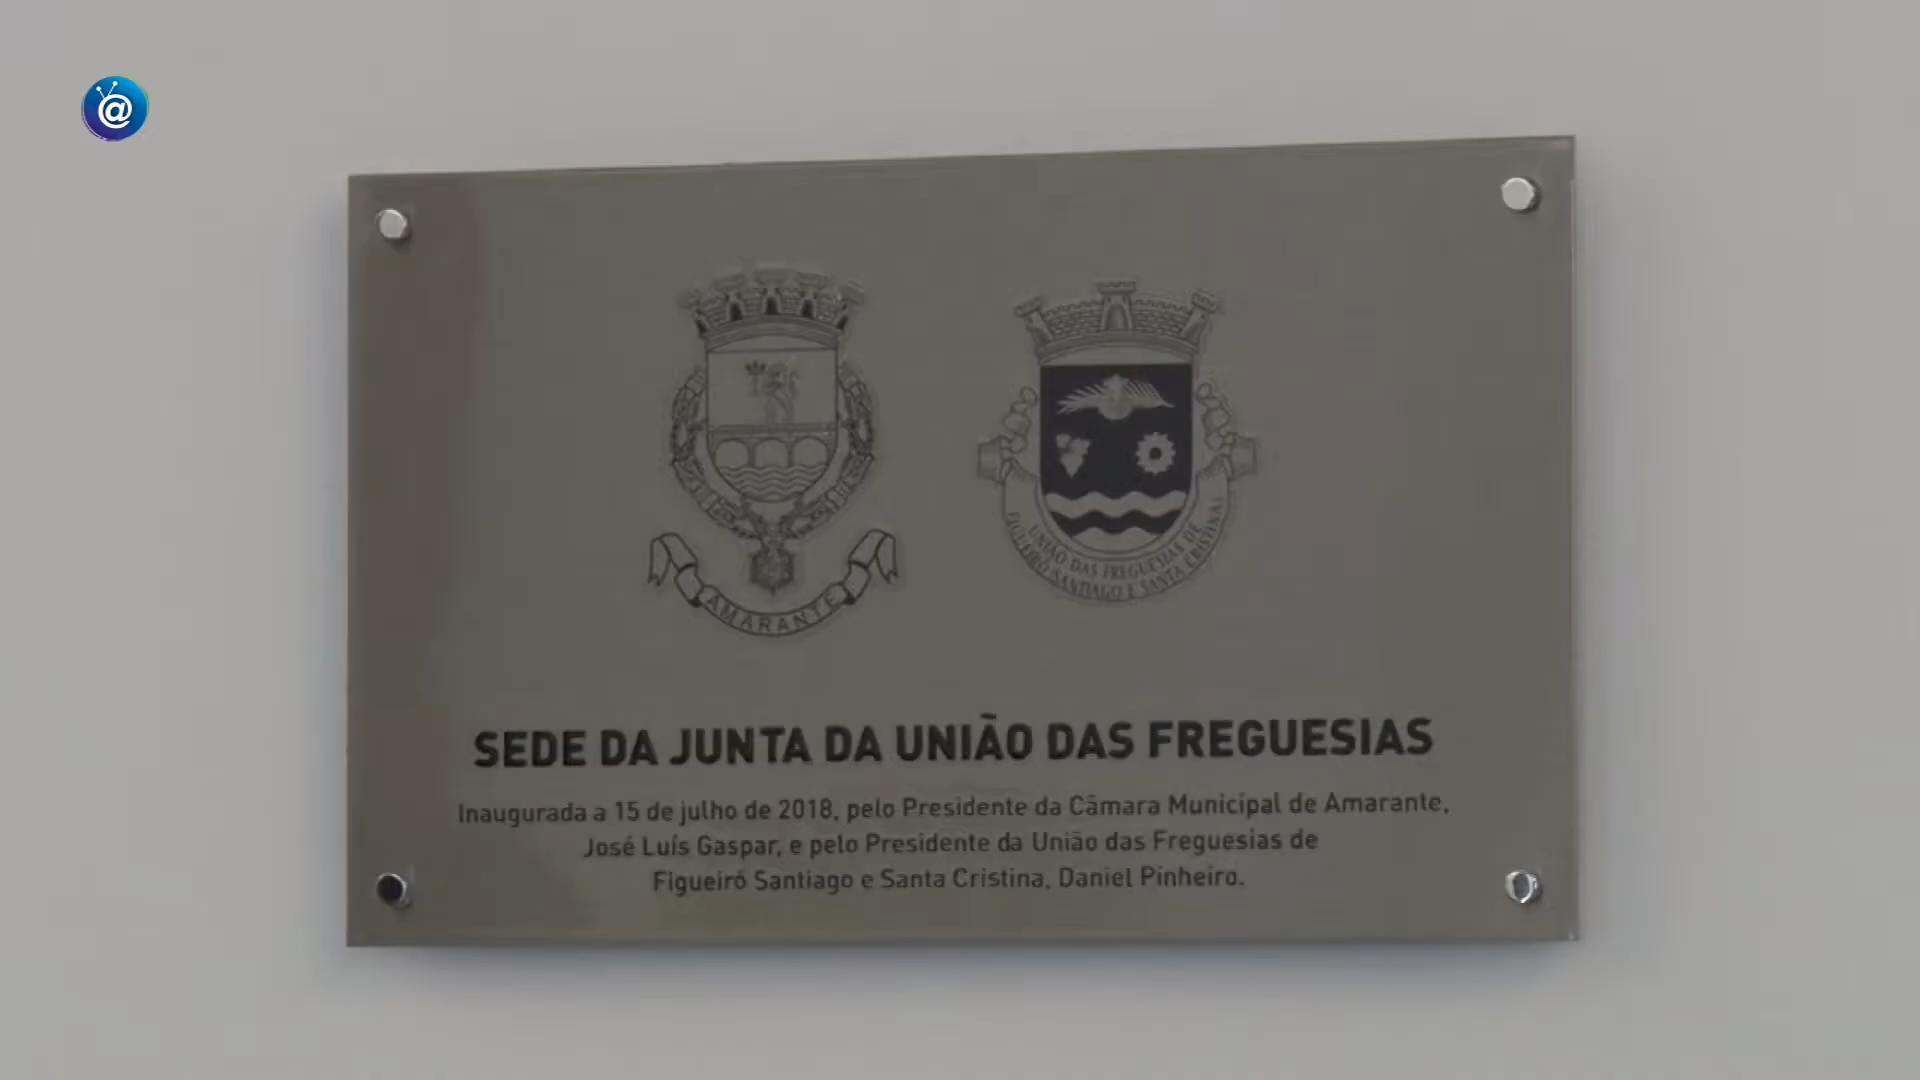 @
AMARANTE
UNIÃO DAS FREGUESIAS DE
FIGUEIRÓ (SANTIAGO E SANTA CRISTINA)
SEDE DA JUNTA DA UNIÃO DAS FREGUESIAS
Inaugurada a 15 de julho de 2018, pelo Presidente da Câmara Municipal de Amarante,
José Luís Gaspar, e pelo Presidente da União das Freguesias de
Figueiró Santiago e Santa Cristina, Daniel Pinheiro.